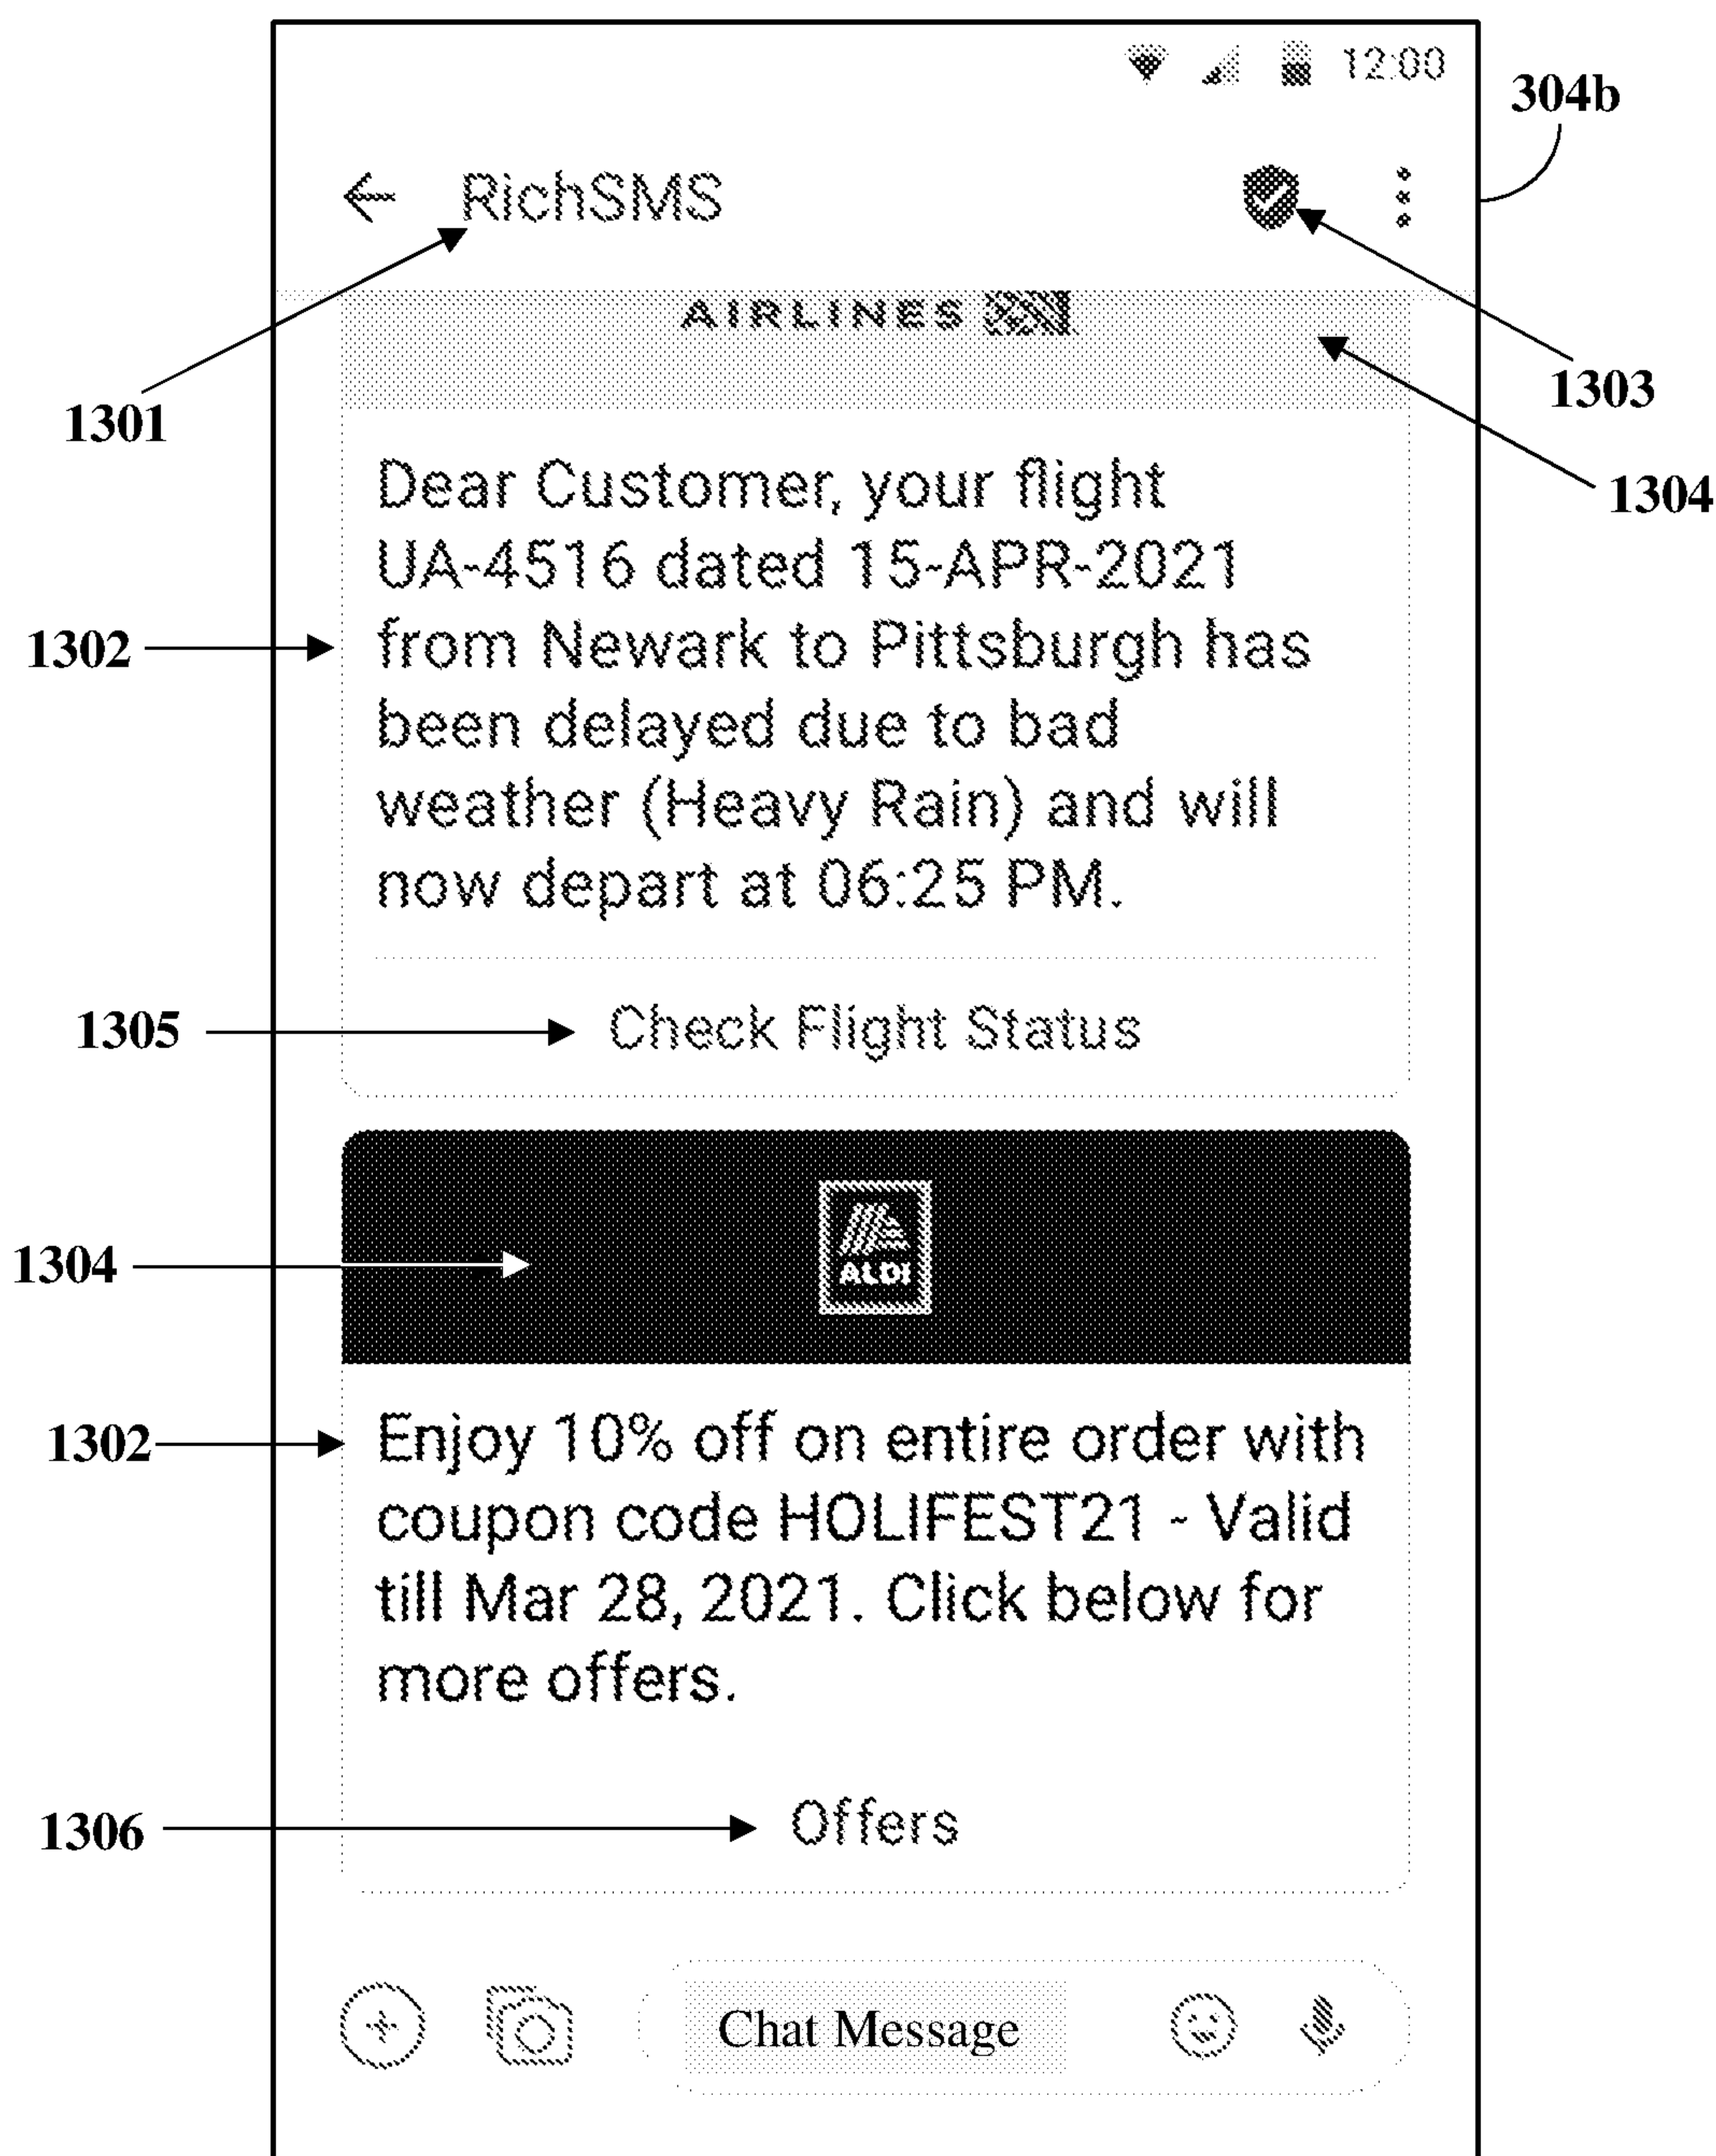 12:00
304b
RichSMS
AIRLINES
1301
1303
1304
Dear Customer, your flight
UA-4516 dated 15-APR-2021
from Newark to Pittsburgh has
been delayed due to bad
weather (Heavy Rain) and will
now depart at 06:25 PM.
1302
1305
Check Flight Status
1304
ALDI
1302
Enjoy 10% off on entire order with
coupon code HOLIFEST21 - Valid
till Mar 28, 2021. Click below for
more offers.
1306
Offers
Chat Message